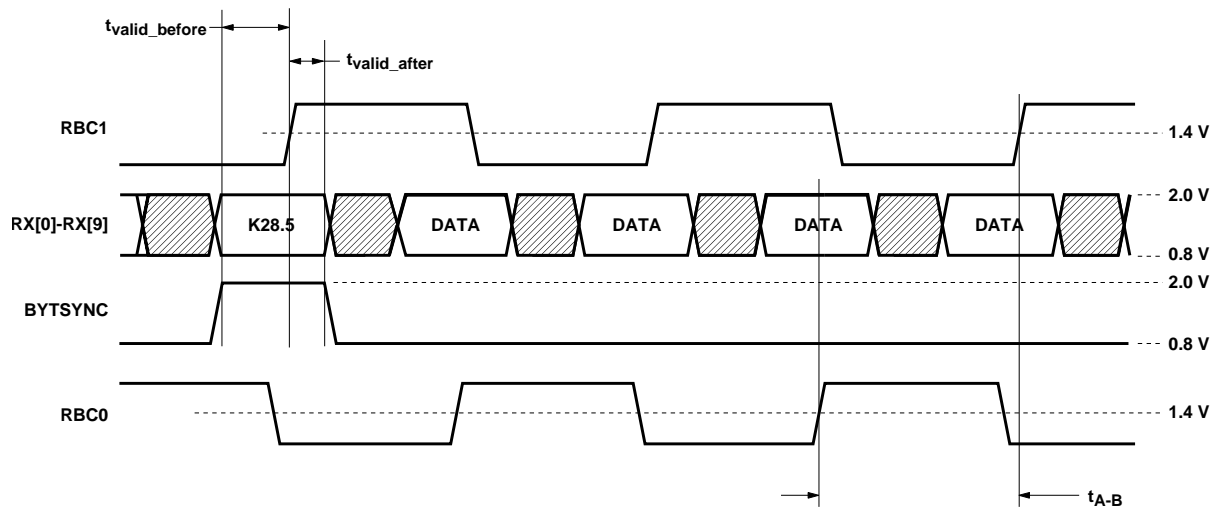 tvalid_before
tvalid_after
RBC1
1.4 V
2.0 V
RX[0]-RX[9] K28.5 DATA DATA DATA DATA
0.8 V
2.0 V
BYTSYNC
0.8 V
RBC0
1.4 V
tA-B